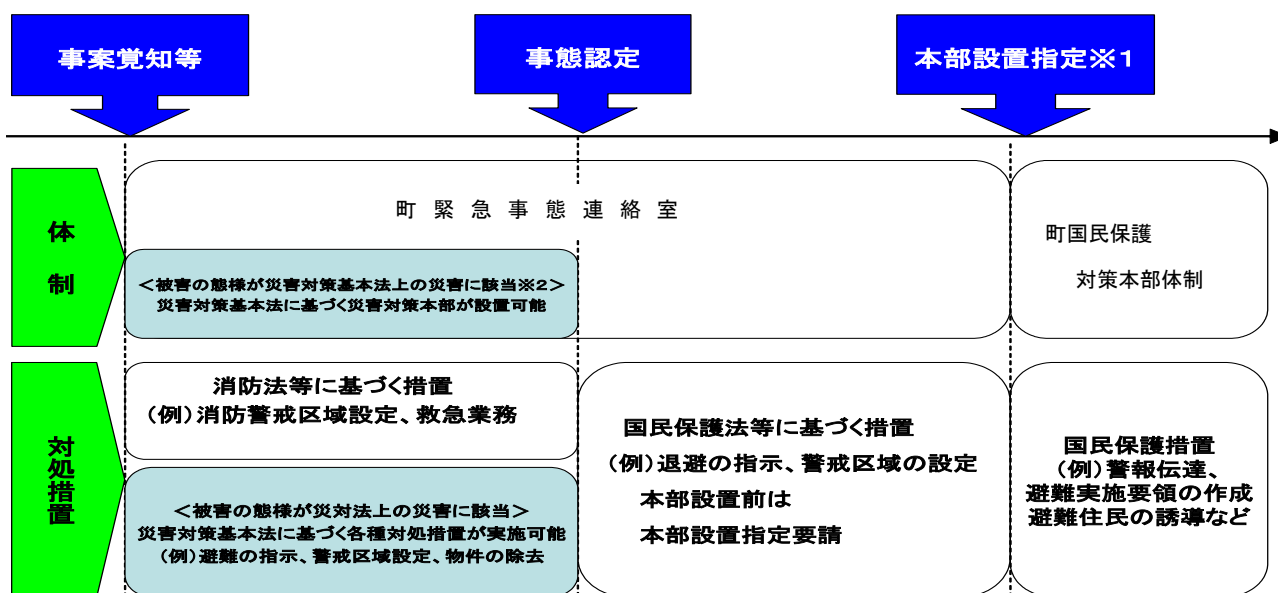 事案覚知等
事態認定
本部設置指定※1
体
制
町緊急事態連絡室
＜被害の態様が災害対策基本法上の災害に該当※2＞
災害対策基本法に基づく災害対策本部が設置可能
町国民保護
対策本部体制
対
処
措
置
消防法等に基づく措置
（例）消防警戒区域設定、救急業務
＜被害の態様が災対法上の災害に該当＞
災害対策基本法に基づく各種対処措置が実施可能
（例）避難の指示、警戒区域設定、物件の除去
国民保護法等に基づく措置
（例）退避の指示、警戒区域の設定
本部設置前は
本部設置指定要請
国民保護措置
（例）警報伝達、
避難実施要領の作成
避難住民の誘導など